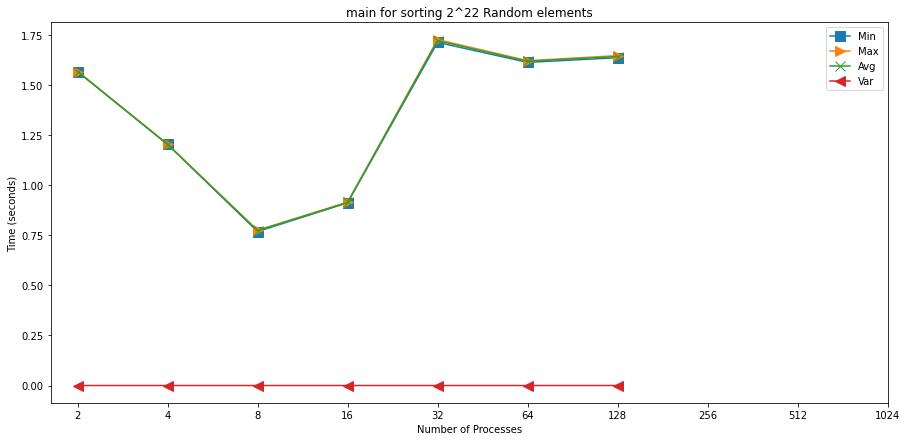 main for sorting 2^22 Random elements
Min
Max
Avg
Var
Time (seconds)
1.75
1.50
1.25
1.00
0.75
0.50
0.25
0.00
2 4 8 16 32 64 128 256 512 1024
Number of Processes